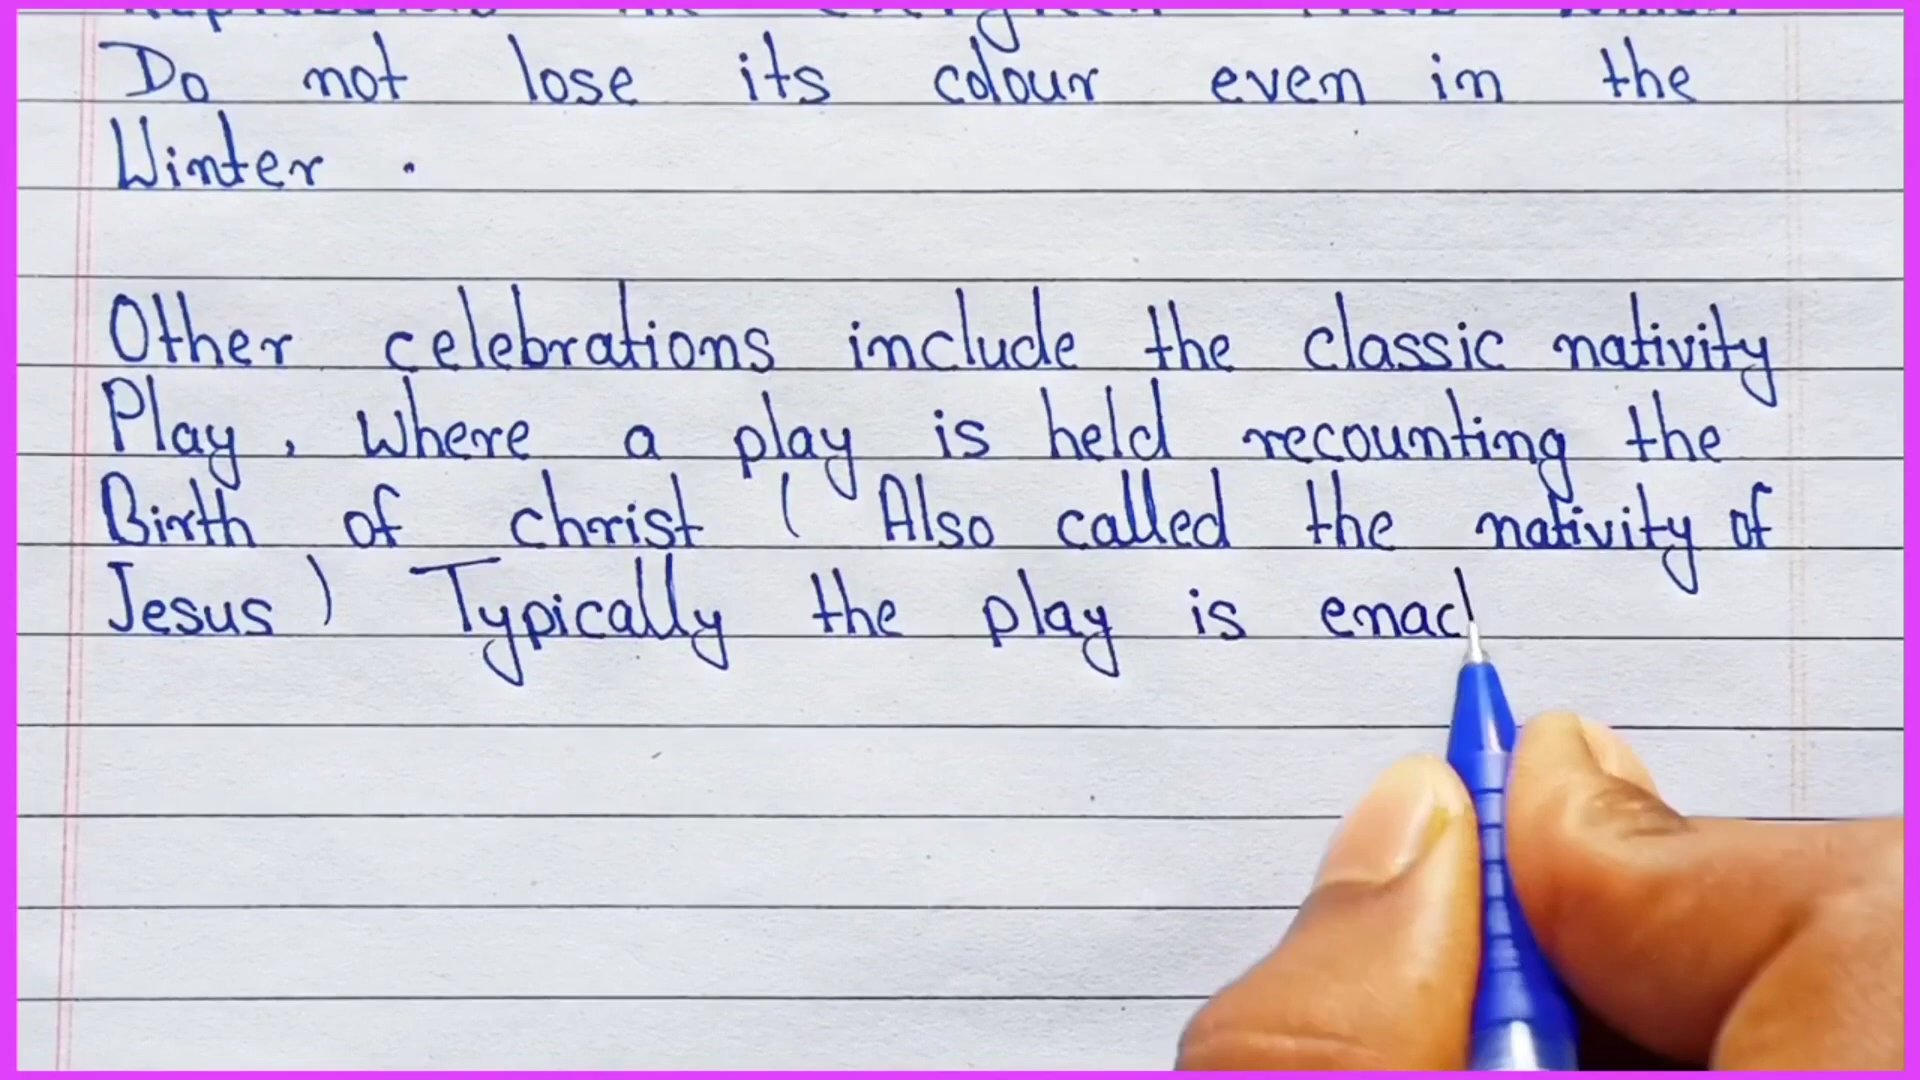 Do not lose its colour even in the
Winter .
Other celebrations include the classic nativity
Play , Where a play is held recounting the
Birth of christ ( Also called the nativity of
Jesus ) Typically the play is enac